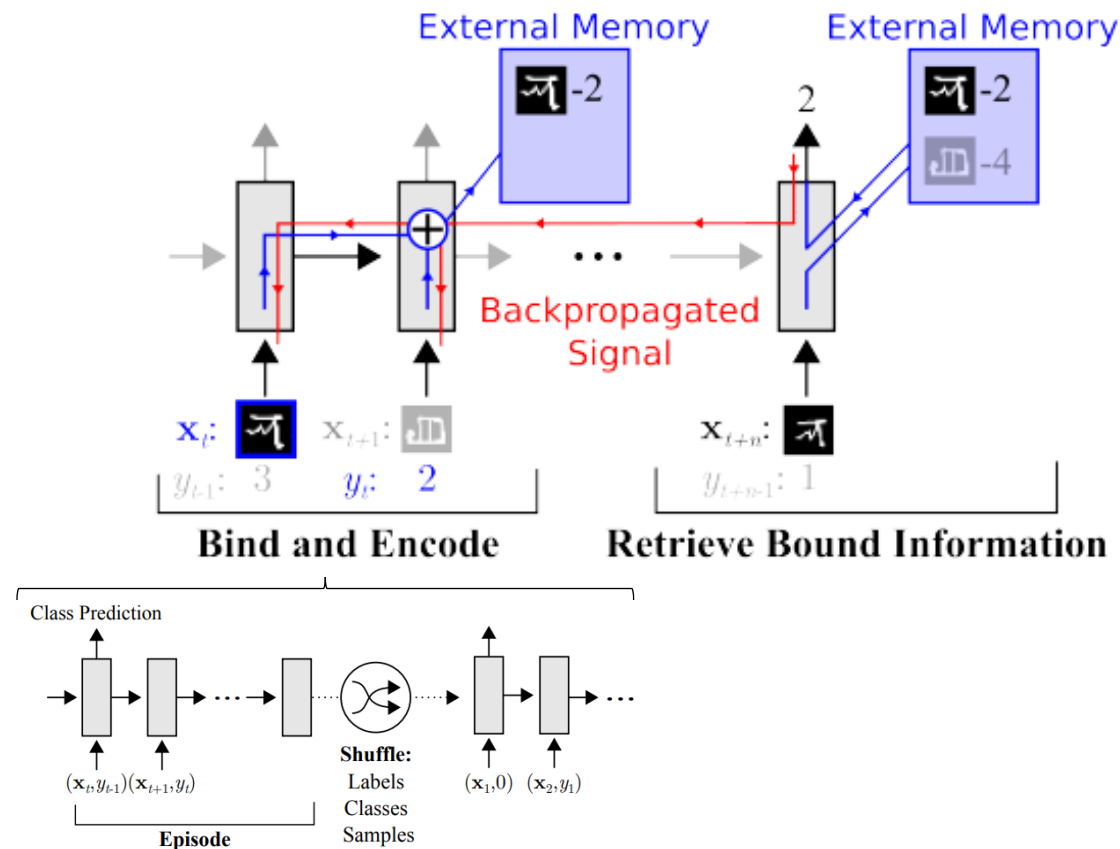 External Memory External Memory
-2 2 -2
-4
+
...
Backpropagated
Signal
x_t: x_{t+1}: x_{t+n}:
y_{t-1}: 3 y_t: 2 y_{t+n-1}: 1
Bind and Encode Retrieve Bound Information
Class Prediction
... ...
Shuffle:
(x_t,y_{t-1})(x_{t+1},y_t) Labels (x_1,0) (x_2,y_1)
Classes
Episode Samples